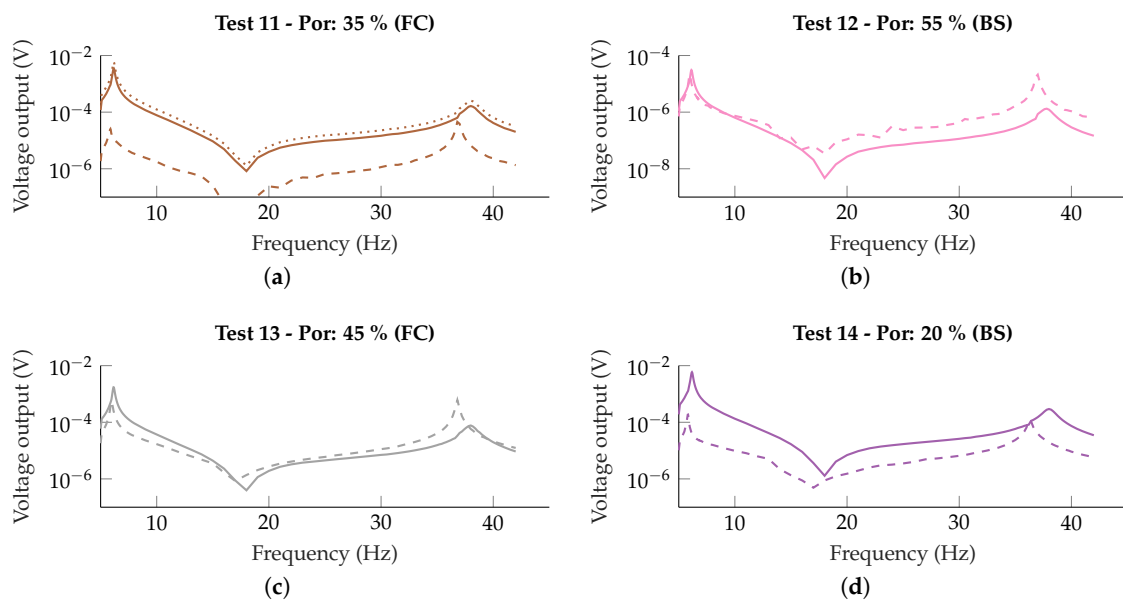 Test 11 - Por: 35 % (FC)
Voltage output (V)
10⁻²
10⁻⁴
10⁻⁶
10 20 30 40
Frequency (Hz)
(a)
Test 12 - Por: 55 % (BS)
Voltage output (V)
10⁻⁴
10⁻⁶
10⁻⁸
10 20 30 40
Frequency (Hz)
(b)
Test 13 - Por: 45 % (FC)
Voltage output (V)
10⁻²
10⁻⁴
10⁻⁶
10 20 30 40
Frequency (Hz)
(c)
Test 14 - Por: 20 % (BS)
Voltage output (V)
10⁻²
10⁻⁴
10⁻⁶
10 20 30 40
Frequency (Hz)
(d)